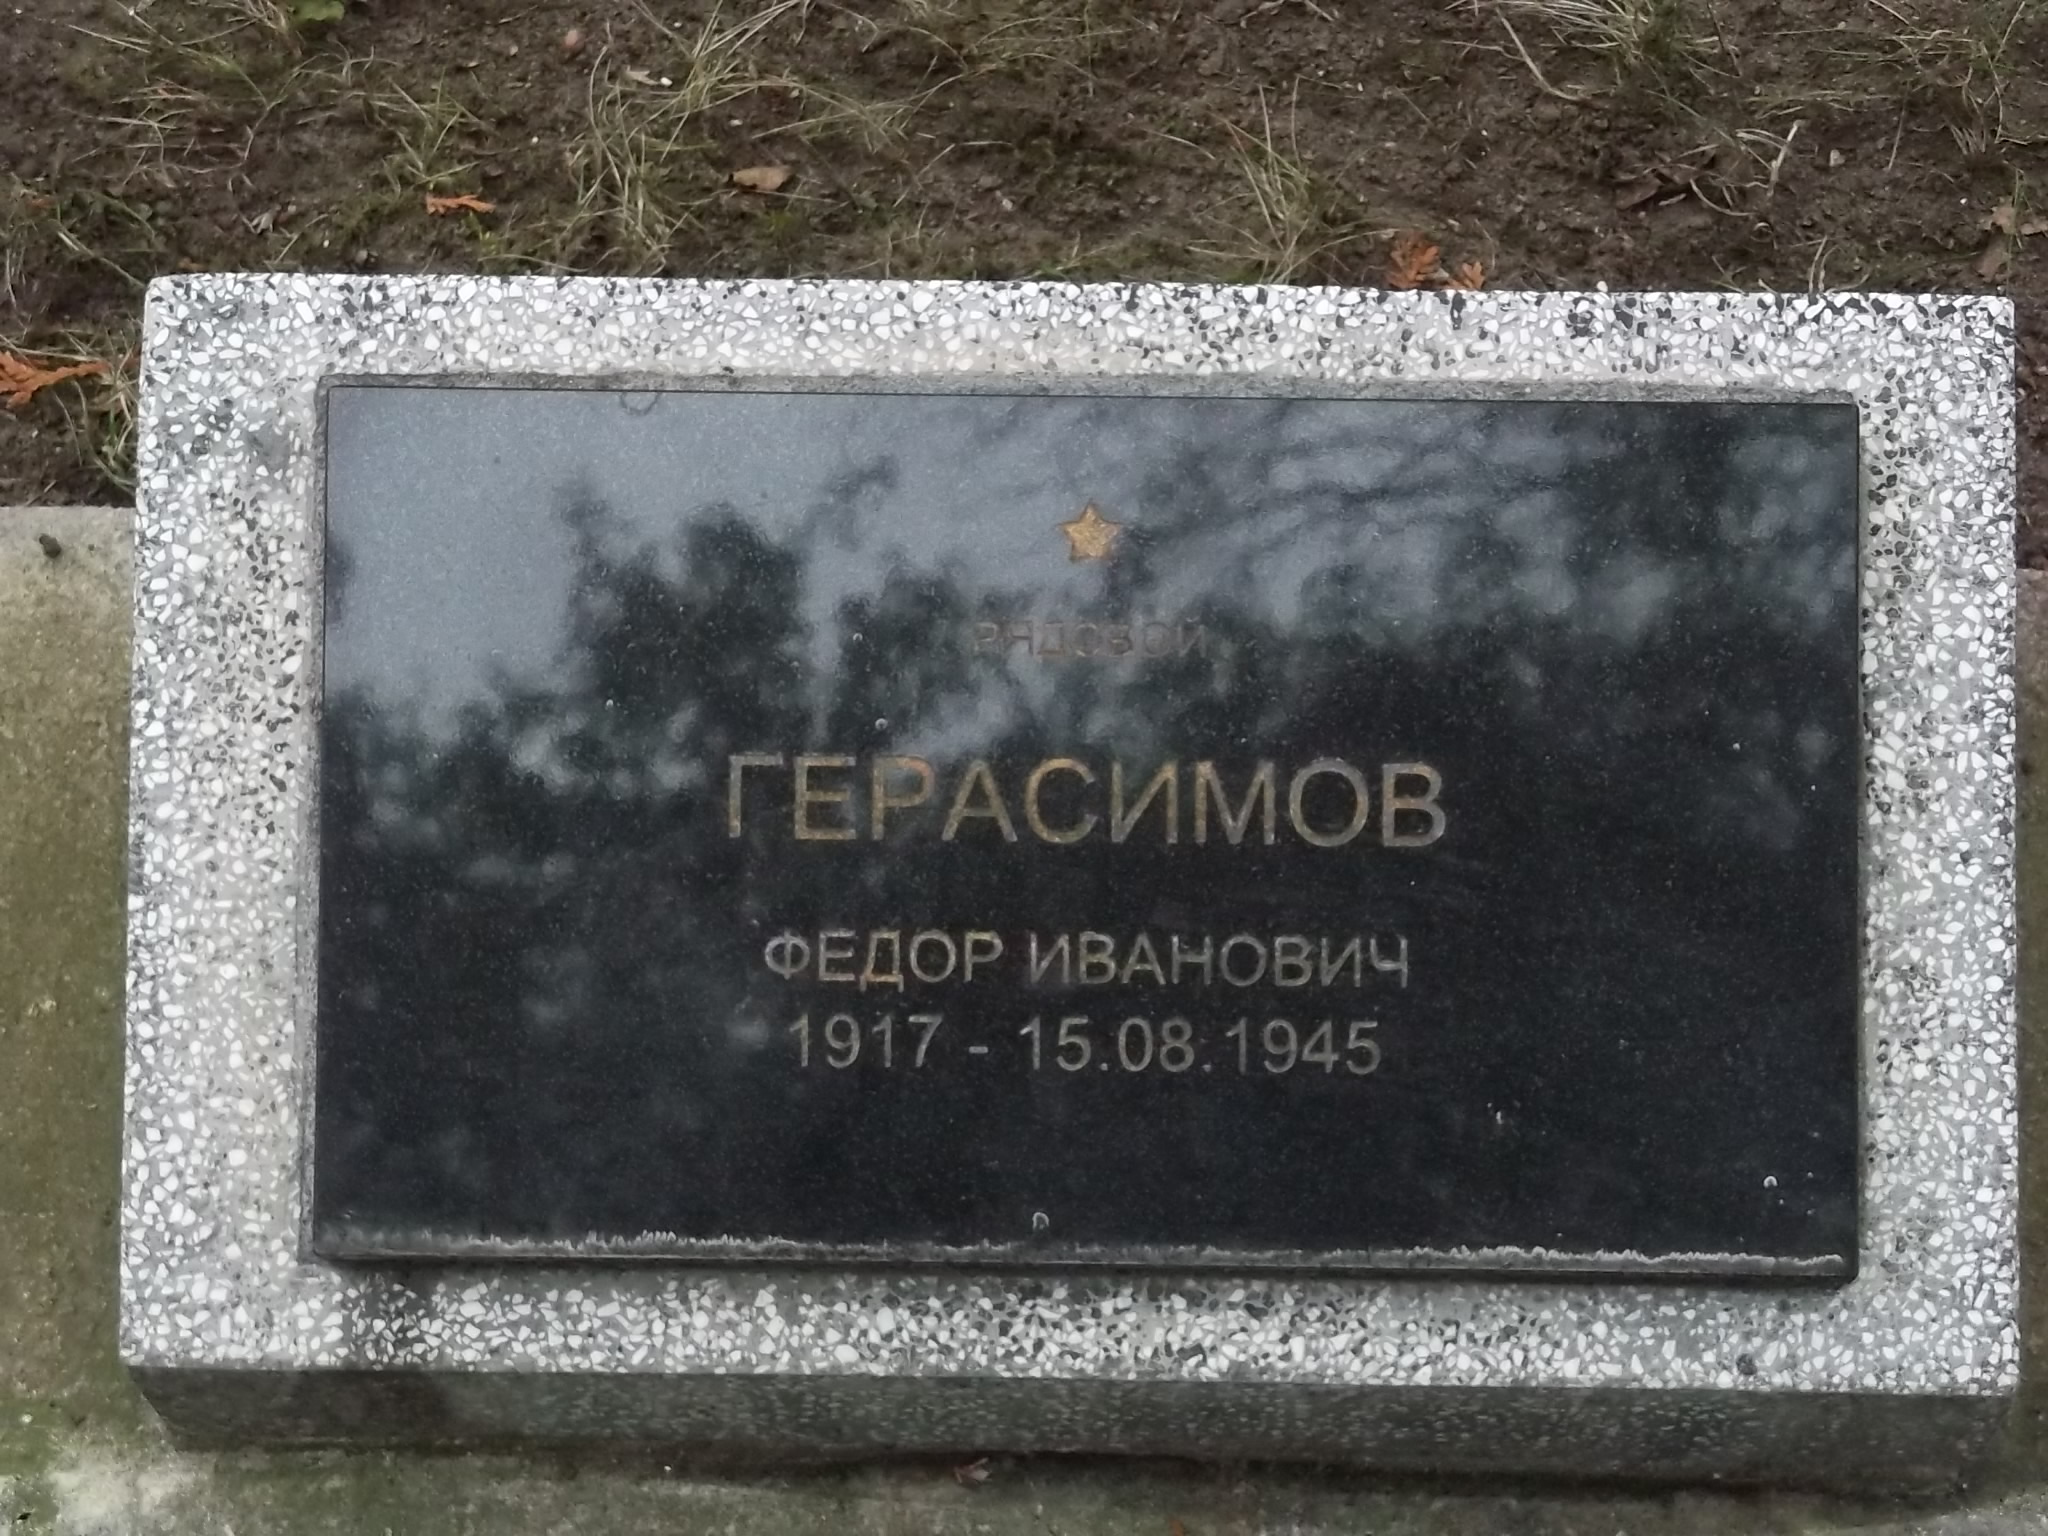 РЯДОВОЙ
ГЕРАСИМОВ
ФЕДОР ИВАНОВИЧ
1917 - 15.08.1945